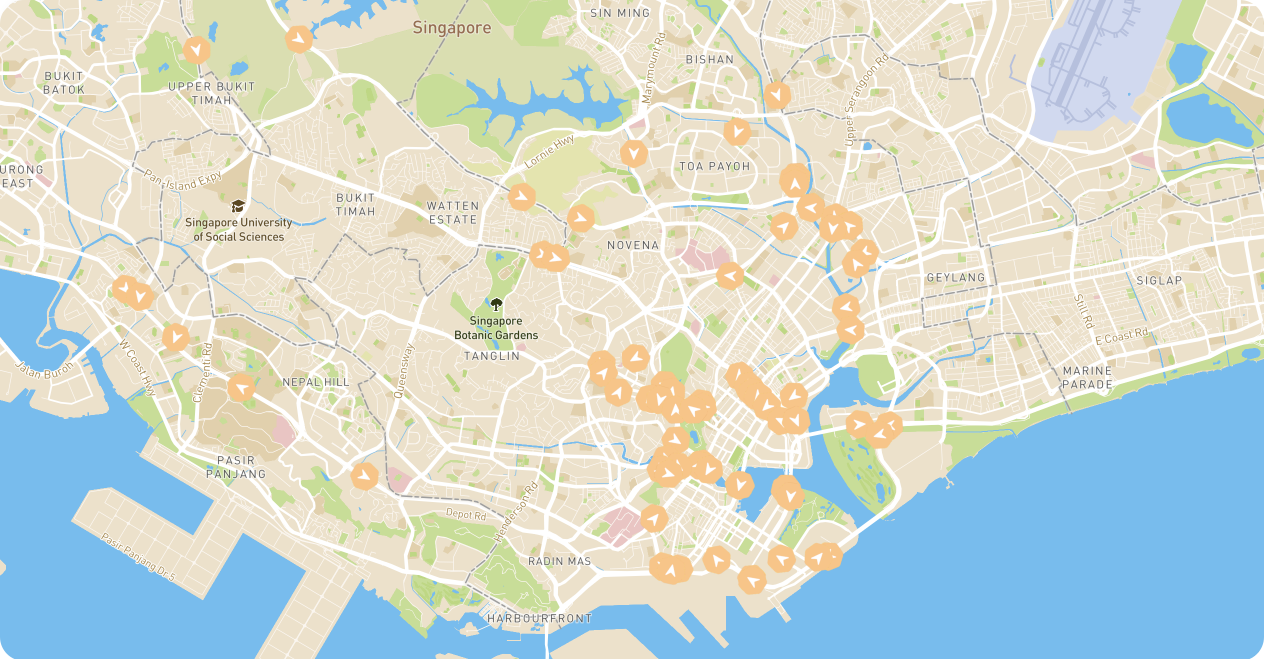 SIN MING
Singapore
BISHAN
Marymount Rd
Upper Serangoon Rd
BUKIT
BATOK
UPPER BUKIT
TIMAH
Lornie Hwy
TOA PAYOH
URONG
EAST
Pan-Island Expy
BUKIT
TIMAH
WATTEN
ESTATE
Singapore University
of Social Sciences
NOVENA
GEYLANG
SIGLAP
Singapore
Botanic Gardens
TANGLIN
Still Rd
E Coast Rd
Jalan Buroh
W Coast Hwy
Clementi Rd
NEPAL HILL
Queensway
MARINE
PARADE
PASIR
PANJANG
Henderson Rd
Depot Rd
Pasir Panjang Dr 5
RADIN MAS
HARBOURFRONT